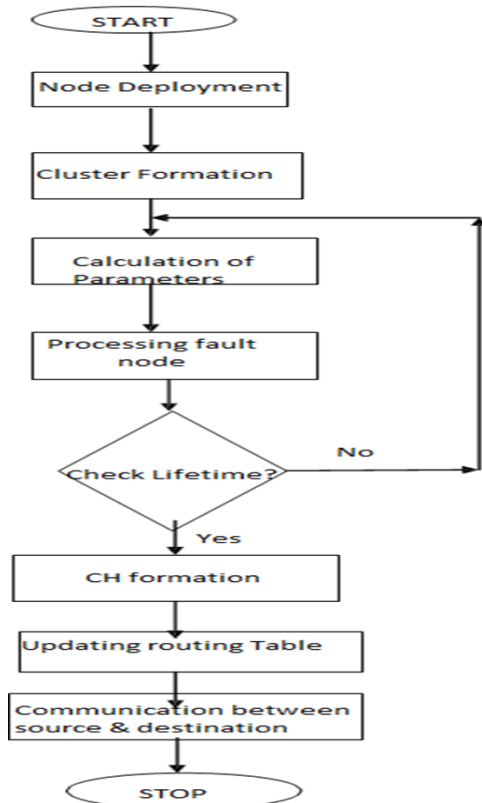 START
Node Deployment
Cluster Formation
Calculation of
Parameters
Processing fault
node
Check Lifetime?
No
Yes
CH formation
Updating routing Table
Communication between
source & destination
STOP